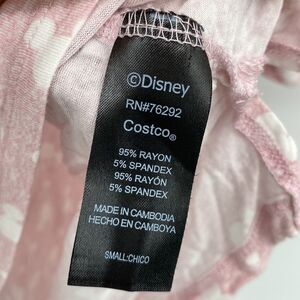 ©Disney
RN#76292
Costco®
95% RAYON
5% SPANDEX
95% RAYÓN
5% SPANDEX
MADE IN CAMBODIA
HECHO EN CAMBOYA
SMALL:CHICO